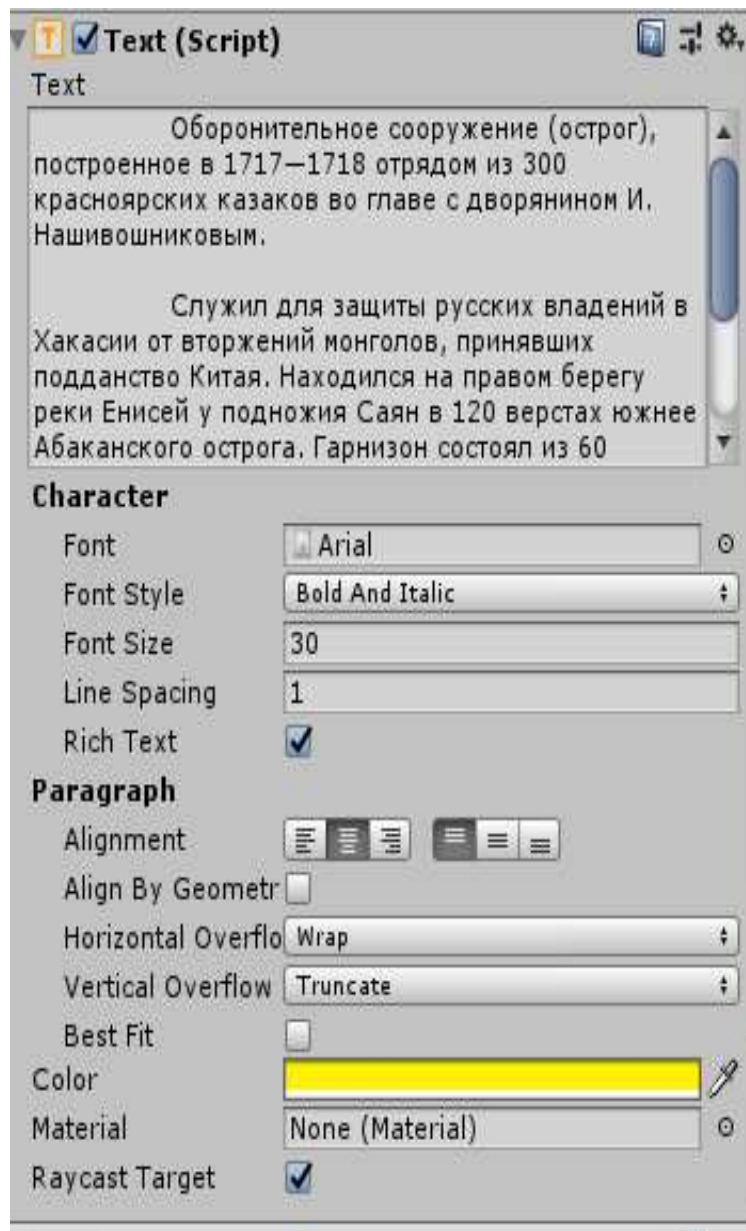 Text (Script)
Text
Оборонительное сооружение (острог),
построенное в 1717—1718 отрядом из 300
красноярских казаков во главе с дворянином И.
Нашивошниковым.
Служил для защиты русских владений в
Хакасии от вторжений монголов, принявших
подданство Китая. Находился на правом берегу
реки Енисей у подножия Саян в 120 верстах южнее
Абаканского острога. Гарнизон состоял из 60
Character
Font Arial
Font Style Bold And Italic
Font Size 30
Line Spacing 1
Rich Text
Paragraph
Alignment
Align By Geometr
Horizontal Overflo Wrap
Vertical Overflow Truncate
Best Fit
Color
Material None (Material)
Raycast Target